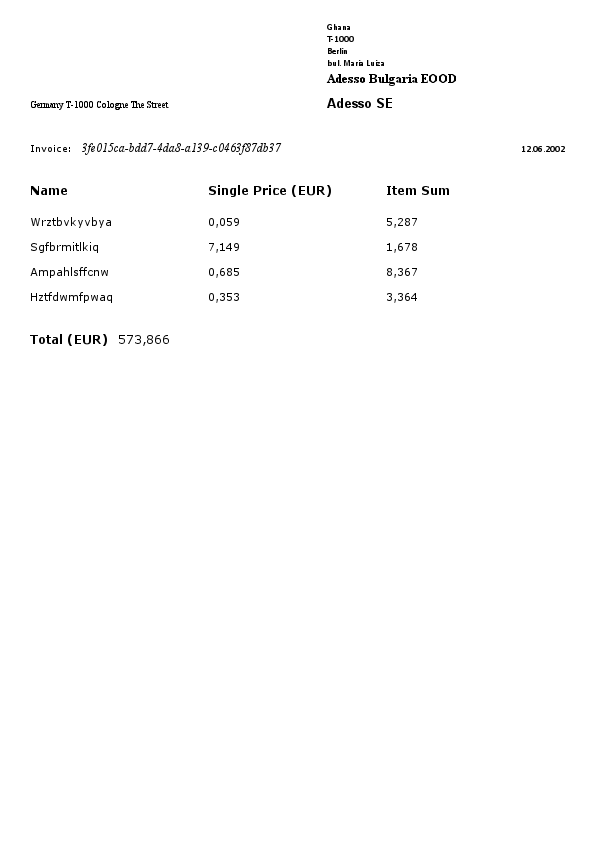 Ghana
T-1000
Berlin
bul. Maria Luiza
Adesso Bulgaria EOOD
Germany T-1000 Cologne The Street
Adesso SE
Invoice: 3fe015ca-bdd7-4da8-a139-c0463f87db37 12.06.2002
Name Single Price (EUR) Item Sum
Wrztbvkyvbya 0,059 5,287
Sgfbrmitlkiq 7,149 1,678
Ampahlsffcnw 0,685 8,367
Hztfdwmfpwaq 0,353 3,364
Total (EUR) 573,866